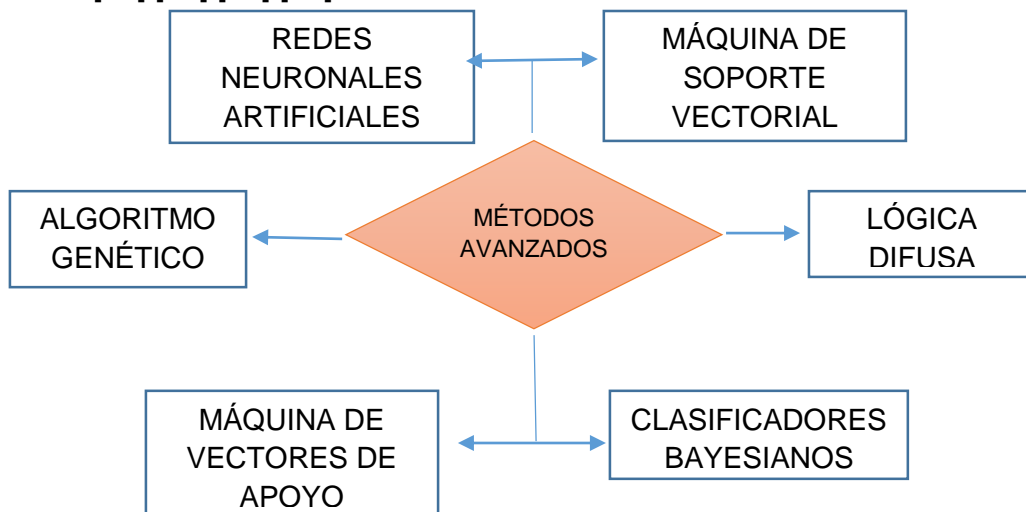 REDES
NEURONALES
ARTIFICIALES
MÁQUINA DE
SOPORTE
VECTORIAL
ALGORITMO
GENÉTICO
MÉTODOS
AVANZADOS
LÓGICA
DIFUSA
MÁQUINA DE
VECTORES DE
APOYO
CLASIFICADORES
BAYESIANOS